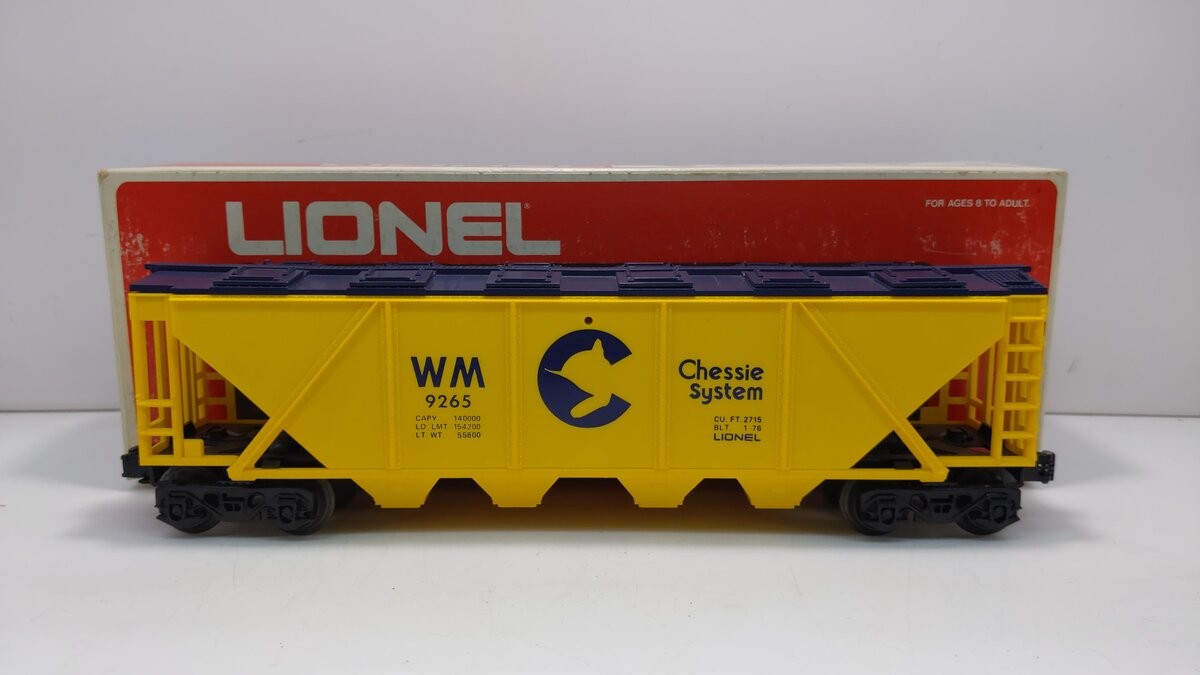 LIONEL®
FOR AGES 8 TO ADULT.
WM
9265
CAPY. 140000
LD. LMT. 154200
LT. WT. 55800
Chessie
System
CU. FT. 2715
BLT. 1-76
LIONEL